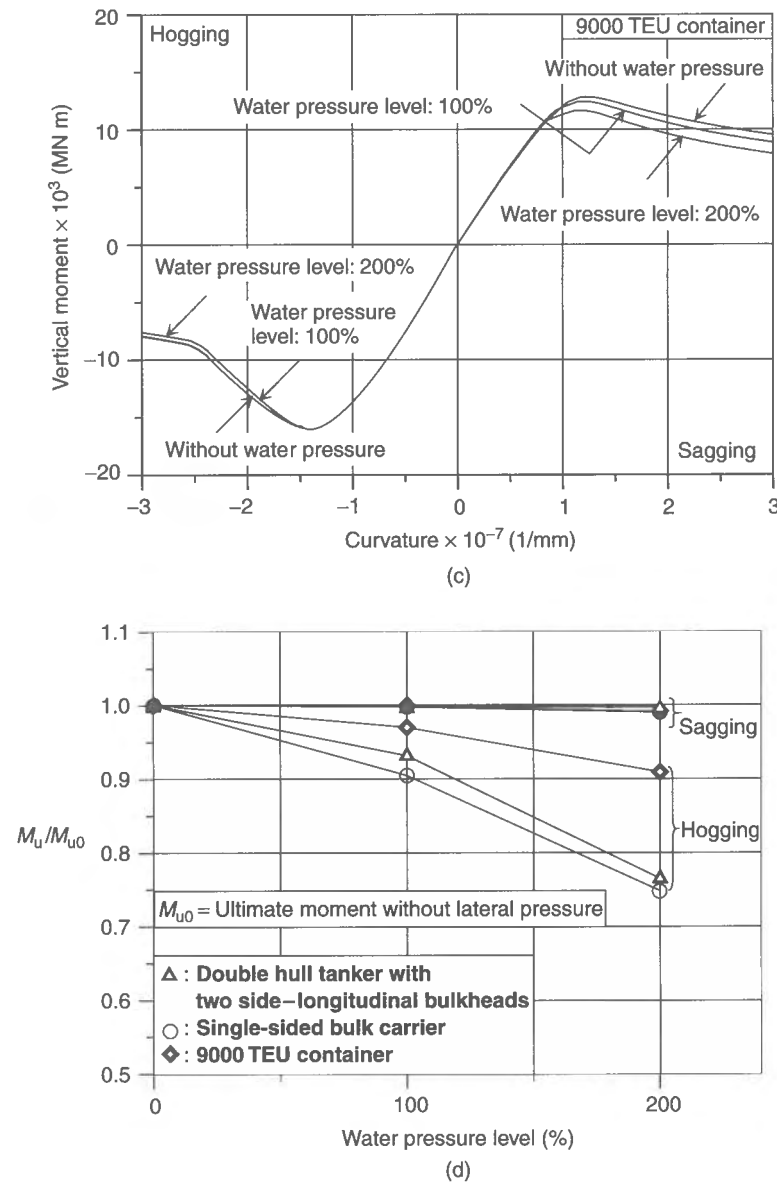 20
10
0
−10
−20
Vertical moment × 10³ (MN m)
Hogging
9000 TEU container
Without water pressure
Water pressure level: 100%
Water pressure level: 200%
Water pressure level: 200%
Water pressure
level: 100%
Without water pressure
Sagging
−3 −2 −1 0 1 2 3
Curvature × 10⁻⁷ (1/mm)
(c)
1.1
1.0
0.9
0.8
0.7
0.6
0.5
Mu/Mu0
Sagging
Hogging
Mu0 = Ultimate moment without lateral pressure
△ : Double hull tanker with
two side–longitudinal bulkheads
○ : Single-sided bulk carrier
◇ : 9000 TEU container
0 100 200
Water pressure level (%)
(d)